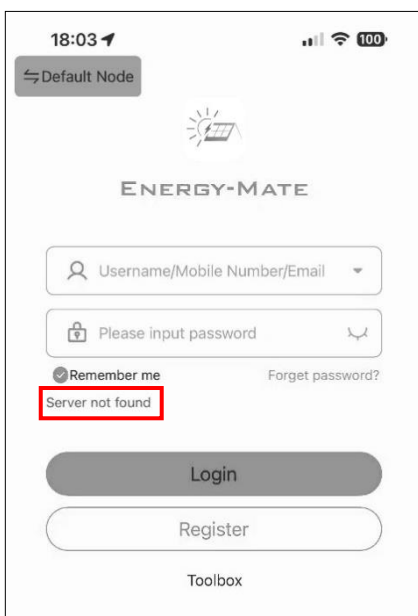 18:03
100
Default Node
ENERGY-MATE
Username/Mobile Number/Email
Please input password
Remember me Forget password?
Server not found
Login
Register
Toolbox